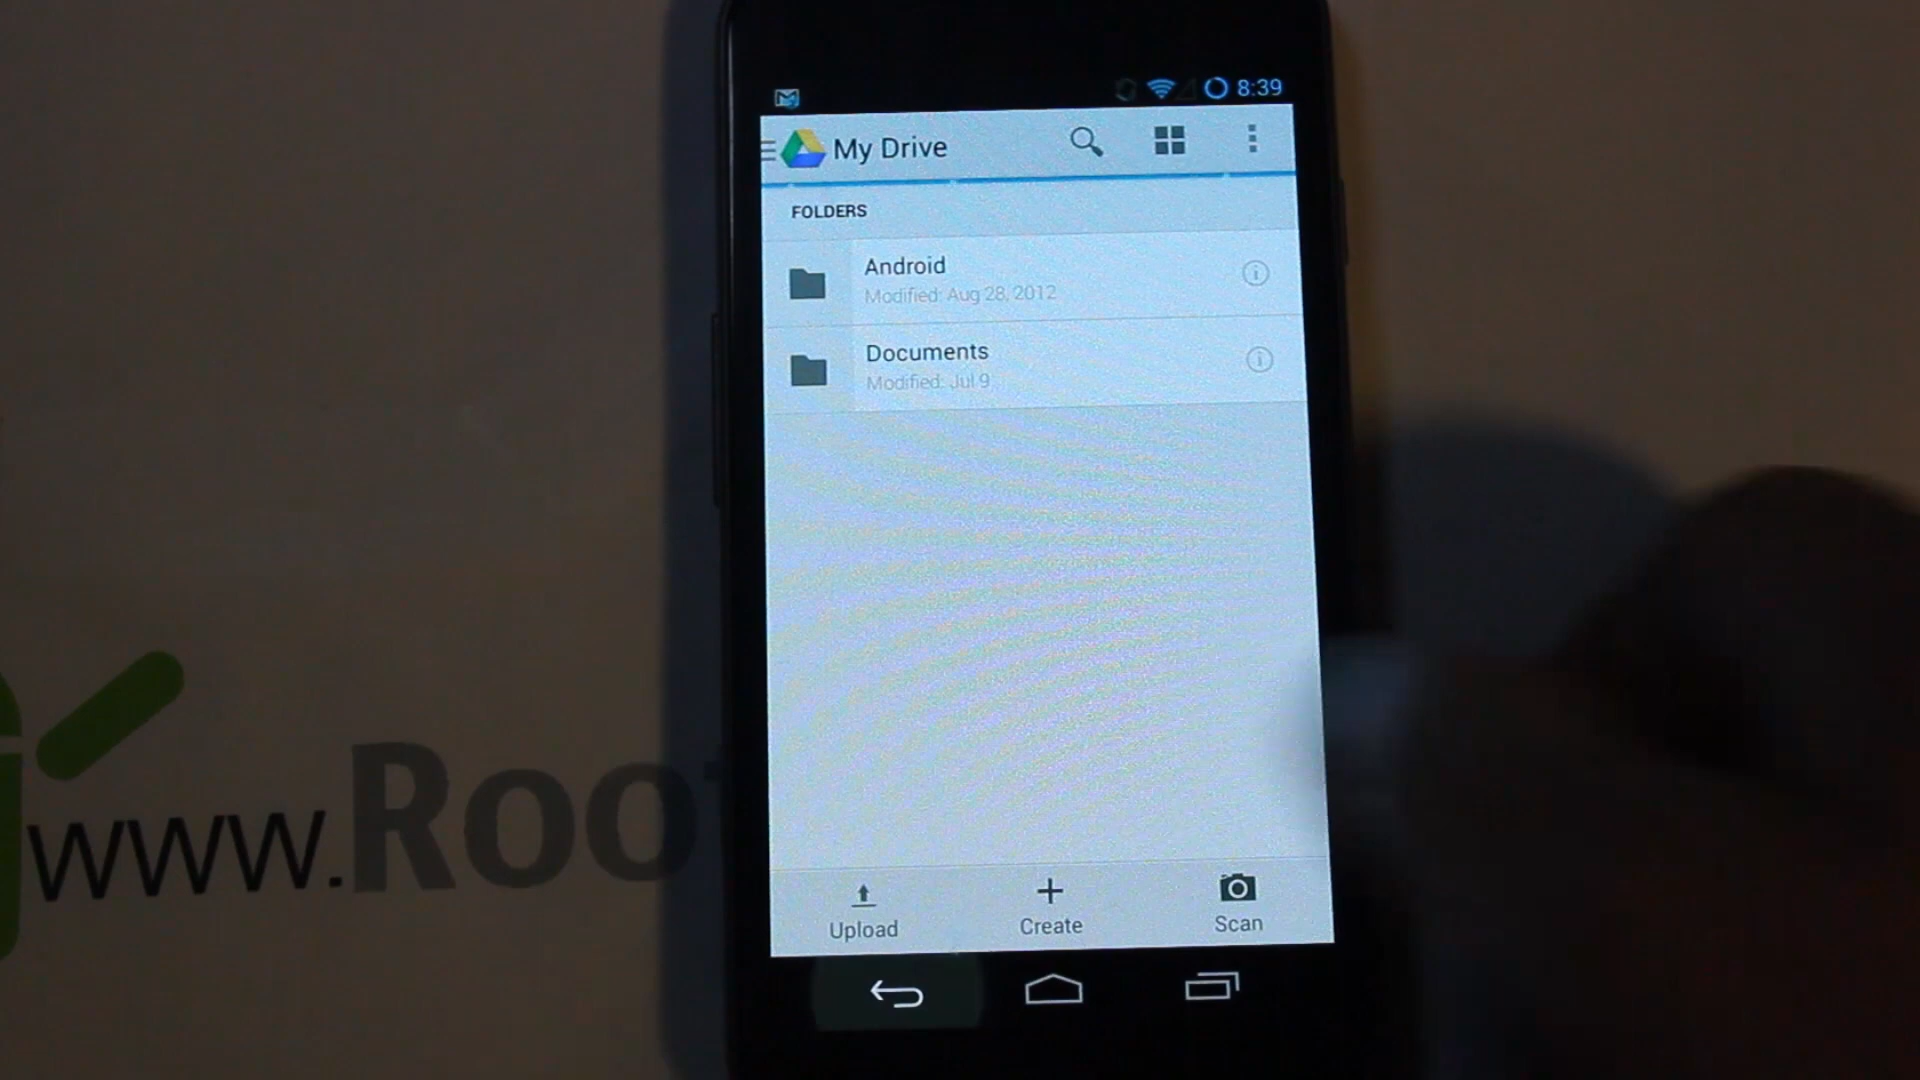 8:39
My Drive
FOLDERS
Android
Modified: Aug 28, 2012
Documents
Modified: Jul 9
Upload
Create
Scan
www.Roo